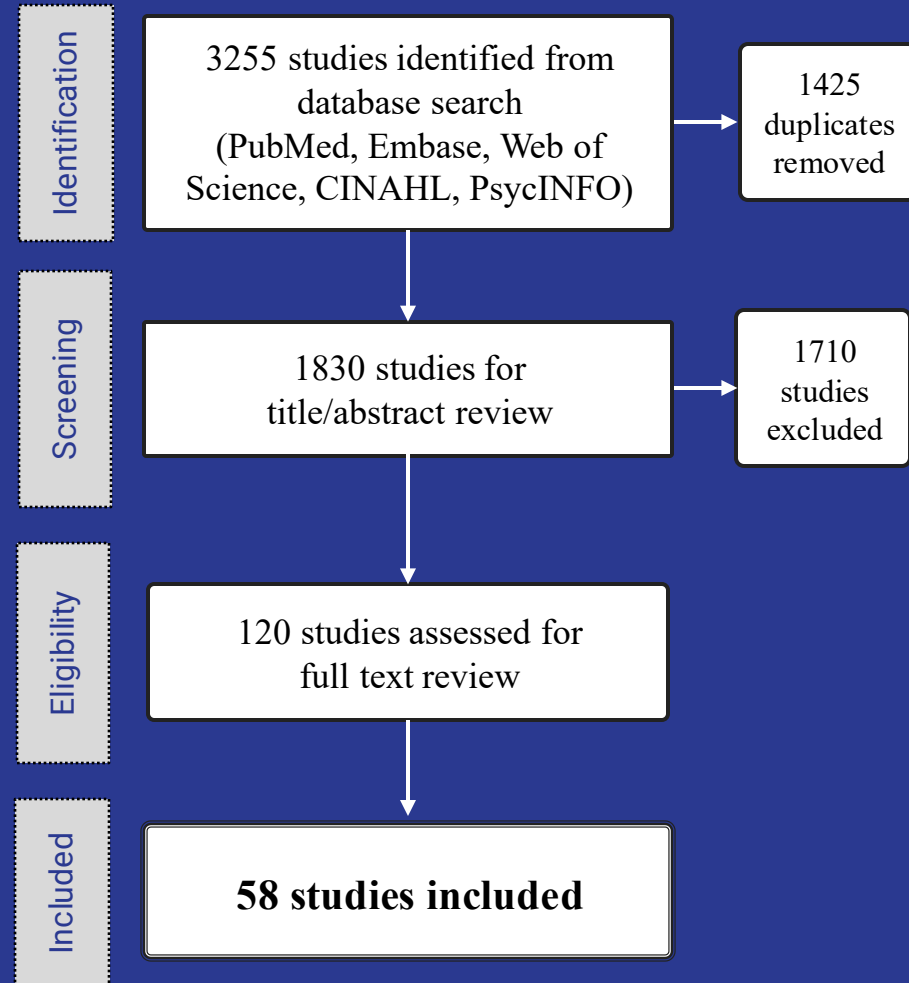 Identification
3255 studies identified from
database search
(PubMed, Embase, Web of
Science, CINAHL, PsycINFO)
1425
duplicates
removed
Screening
1830 studies for
title/abstract review
1710
studies
excluded
Eligibility
120 studies assessed for
full text review
Included
58 studies included